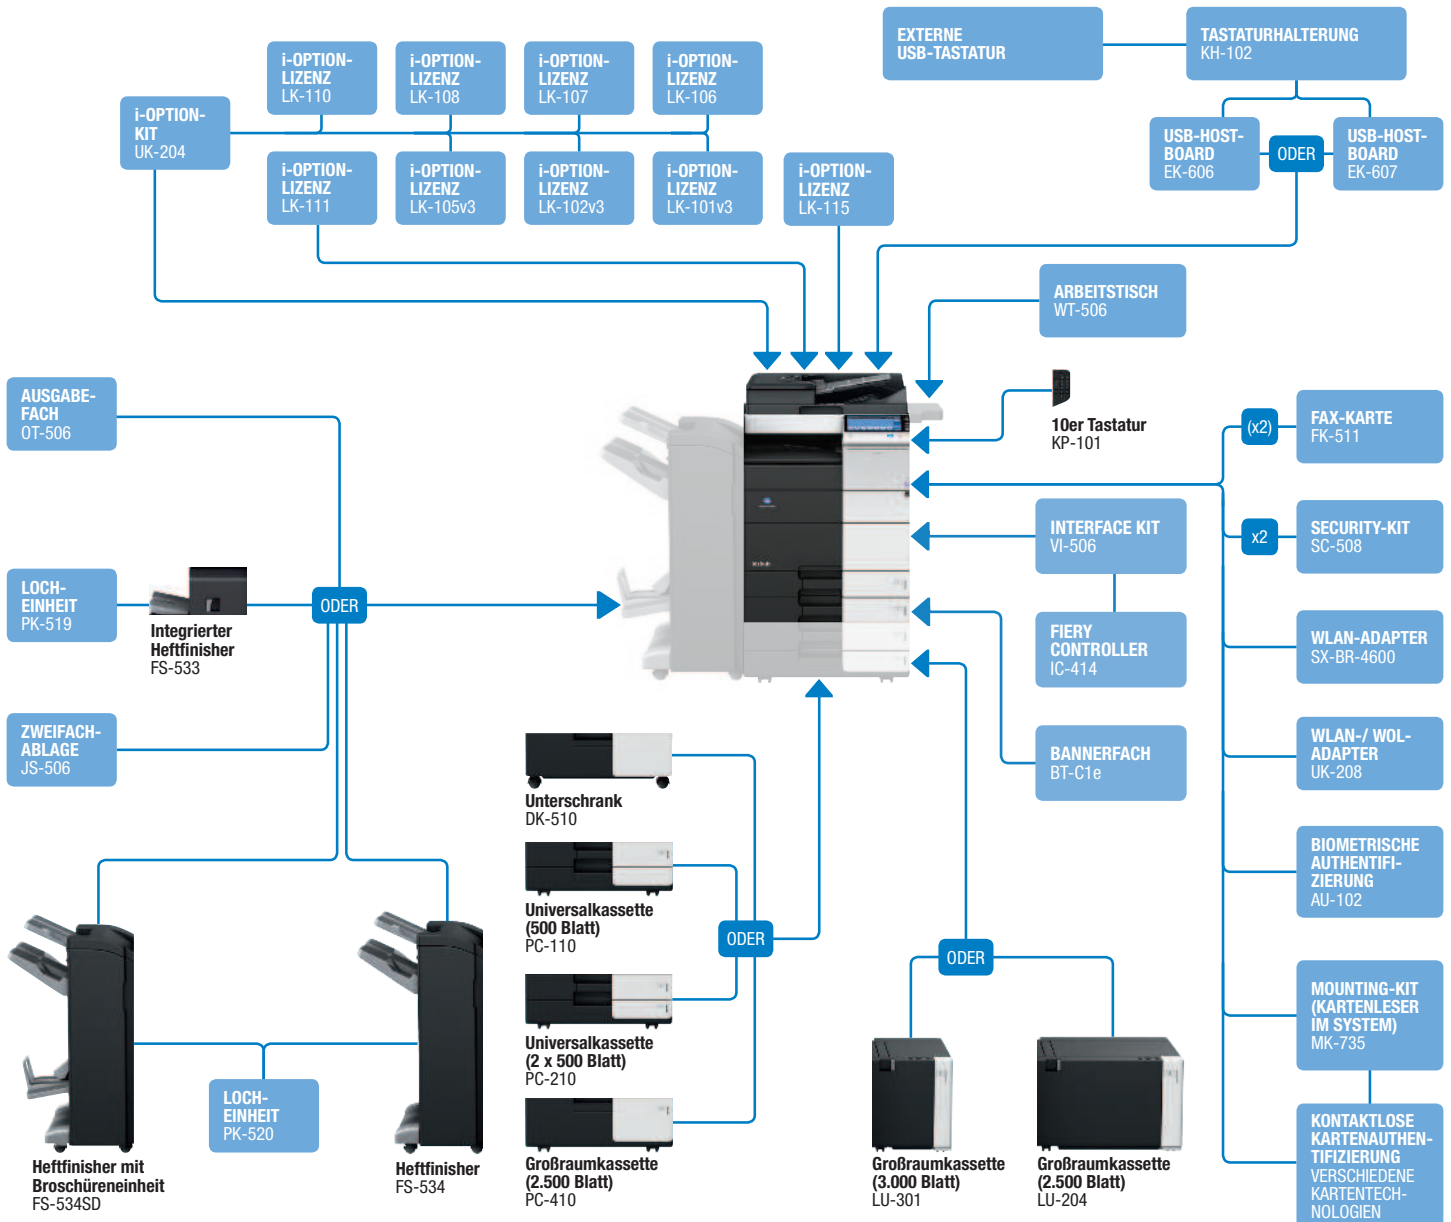 EXTERNE
USB-TASTATUR
TASTATURHALTERUNG
KH-102
i-OPTION-
LIZENZ
LK-110
i-OPTION-
LIZENZ
LK-108
i-OPTION-
LIZENZ
LK-107
i-OPTION-
LIZENZ
LK-106
i-OPTION-
KIT
UK-204
USB-HOST-
BOARD
EK-606
ODER
USB-HOST-
BOARD
EK-607
i-OPTION-
LIZENZ
LK-111
i-OPTION-
LIZENZ
LK-105v3
i-OPTION-
LIZENZ
LK-102v3
i-OPTION-
LIZENZ
LK-101v3
i-OPTION-
LIZENZ
LK-115
ARBEITSTISCH
WT-506
AUSGABE-
FACH
OT-506
10er Tastatur
KP-101
(x2)
FAX-KARTE
FK-511
INTERFACE KIT
VI-506
x2
SECURITY-KIT
SC-508
LOCH-
EINHEIT
PK-519
Integrierter
Heftfinisher
FS-533
ODER
FIERY
CONTROLLER
IC-414
WLAN-ADAPTER
SX-BR-4600
ZWEIFACH-
ABLAGE
JS-506
BANNERFACH
BT-C1e
WLAN-/ WOL-
ADAPTER
UK-208
Unterschrank
DK-510
BIOMETRISCHE
AUTHENTIFI-
ZIERUNG
AU-102
Universalkassette
(500 Blatt)
PC-110
ODER
ODER
MOUNTING-KIT
(KARTENLESER
IM SYSTEM)
MK-735
Universalkassette
(2 x 500 Blatt)
PC-210
LOCH-
EINHEIT
PK-520
KONTAKTLOSE
KARTENAUTHEN-
TIFIZIERUNG
VERSCHIEDENE
KARTENTECH-
NOLOGIEN
Heftfinisher mit
Broschüreneinheit
FS-534SD
Heftfinisher
FS-534
Großraumkassette
(2.500 Blatt)
PC-410
Großraumkassette
(3.000 Blatt)
LU-301
Großraumkassette
(2.500 Blatt)
LU-204